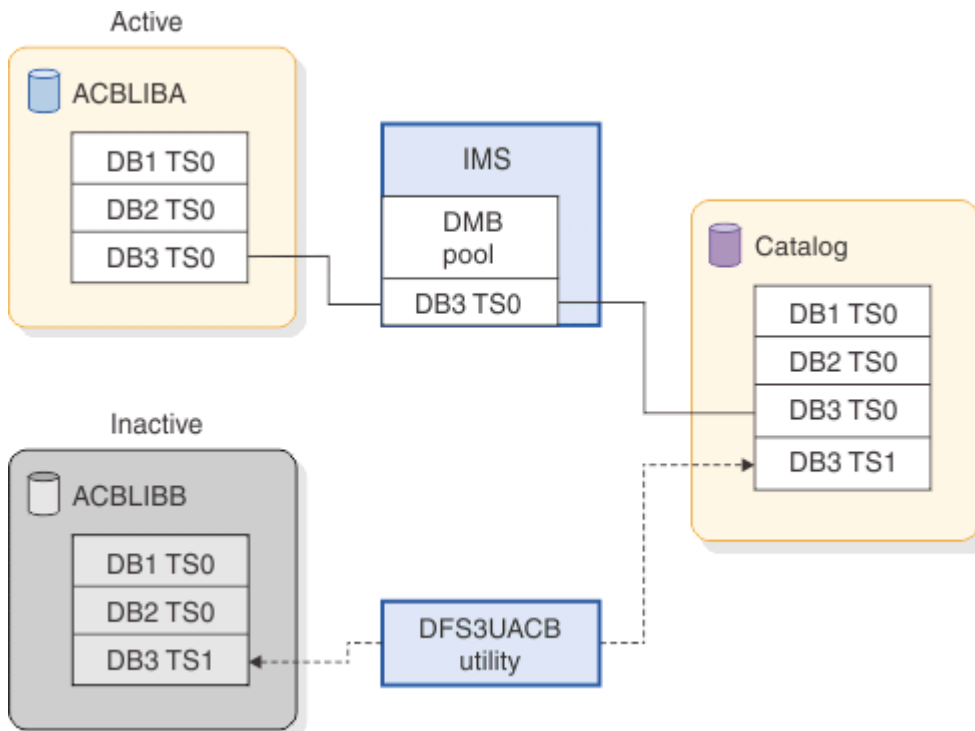 Active
ACBLIBA
DB1 TS0
DB2 TS0
DB3 TS0
IMS
DMB
pool
DB3 TS0
Catalog
DB1 TS0
DB2 TS0
DB3 TS0
DB3 TS1
Inactive
ACBLIBB
DB1 TS0
DB2 TS0
DB3 TS1
DFS3UACB
utility